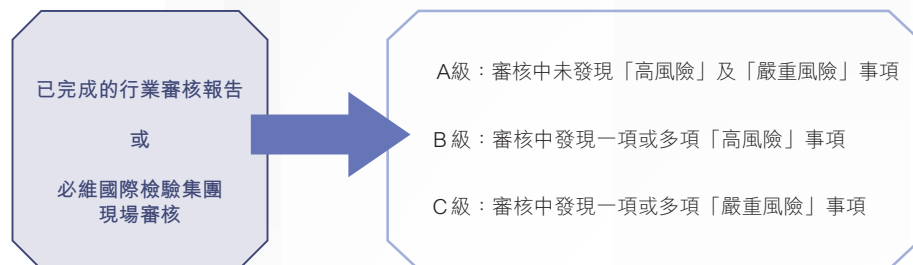 已完成的行業審核報告
或
必維國際檢驗集團
現場審核
A級：審核中未發現「高風險」及「嚴重風險」事項
B級：審核中發現一項或多項「高風險」事項
C級：審核中發現一項或多項「嚴重風險」事項